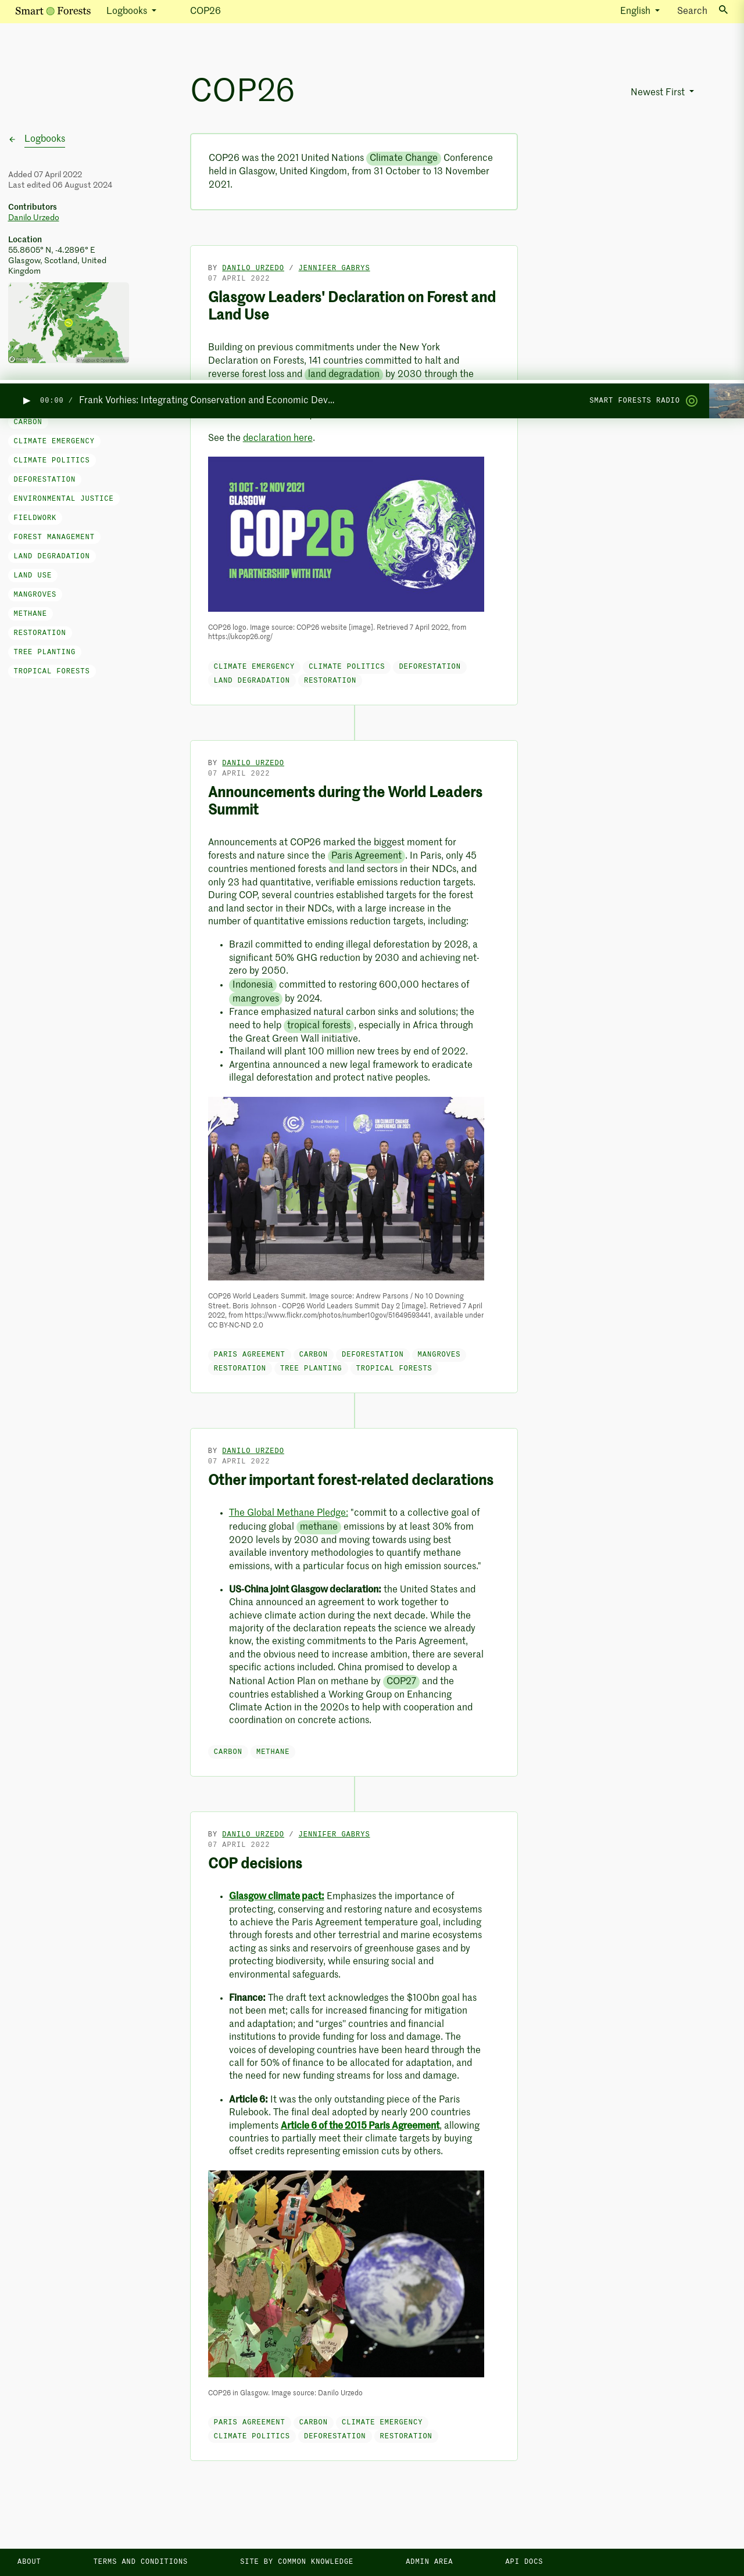 Smart Forests Logbooks COP26 English Search
COP26
Newest First
Logbooks
Added 07 April 2022
Last edited 06 August 2024
Contributors
Danilo Urzedo
Location
55.8605° N, -4.2896° E
Glasgow, Scotland, United
Kingdom
CARBON
CLIMATE EMERGENCY
CLIMATE POLITICS
DEFORESTATION
ENVIRONMENTAL JUSTICE
FIELDWORK
FOREST MANAGEMENT
LAND DEGRADATION
LAND USE
MANGROVES
METHANE
RESTORATION
TREE PLANTING
TROPICAL FORESTS
COP26 was the 2021 United Nations Climate Change Conference
held in Glasgow, United Kingdom, from 31 October to 13 November
2021.
BY DANILO URZEDO / JENNIFER GABRYS
07 APRIL 2022
Glasgow Leaders' Declaration on Forest and
Land Use
Building on previous commitments under the New York
Declaration on Forests, 141 countries committed to halt and
reverse forest loss and land degradation by 2030 through the
00:00 / Frank Vorhies: Integrating Conservation and Economic Dev... SMART FORESTS RADIO
See the declaration here.
31 OCT - 12 NOV 2021
GLASGOW
COP26
IN PARTNERSHIP WITH ITALY
COP26 logo. Image source: COP26 website [image]. Retrieved 7 April 2022, from
https://ukcop26.org/
CLIMATE EMERGENCY CLIMATE POLITICS DEFORESTATION
LAND DEGRADATION RESTORATION
BY DANILO URZEDO
07 APRIL 2022
Announcements during the World Leaders
Summit
Announcements at COP26 marked the biggest moment for
forests and nature since the Paris Agreement. In Paris, only 45
countries mentioned forests and land sectors in their NDCs, and
only 23 had quantitative, verifiable emissions reduction targets.
During COP, several countries established targets for the forest
and land sector in their NDCs, with a large increase in the
number of quantitative emissions reduction targets, including:
• Brazil committed to ending illegal deforestation by 2028, a
significant 50% GHG reduction by 2030 and achieving net-
zero by 2050.
• Indonesia committed to restoring 600,000 hectares of
mangroves by 2024.
• France emphasized natural carbon sinks and solutions; the
need to help tropical forests, especially in Africa through
the Great Green Wall initiative.
• Thailand will plant 100 million new trees by end of 2022.
• Argentina announced a new legal framework to eradicate
illegal deforestation and protect native peoples.
COP26 World Leaders Summit. Image source: Andrew Parsons / No 10 Downing
Street. Boris Johnson - COP26 World Leaders Summit Day 2 [image]. Retrieved 7 April
2022, from https://www.flickr.com/photos/number10gov/51649593441, available under
CC BY-NC-ND 2.0
PARIS AGREEMENT CARBON DEFORESTATION MANGROVES
RESTORATION TREE PLANTING TROPICAL FORESTS
BY DANILO URZEDO
07 APRIL 2022
Other important forest-related declarations
• The Global Methane Pledge: "commit to a collective goal of
reducing global methane emissions by at least 30% from
2020 levels by 2030 and moving towards using best
available inventory methodologies to quantify methane
emissions, with a particular focus on high emission sources."
• US-China joint Glasgow declaration: the United States and
China announced an agreement to work together to
achieve climate action during the next decade. While the
majority of the declaration repeats the science we already
know, the existing commitments to the Paris Agreement,
and the obvious need to increase ambition, there are several
specific actions included. China promised to develop a
National Action Plan on methane by COP27 and the
countries established a Working Group on Enhancing
Climate Action in the 2020s to help with cooperation and
coordination on concrete actions.
CARBON METHANE
BY DANILO URZEDO / JENNIFER GABRYS
07 APRIL 2022
COP decisions
• Glasgow climate pact: Emphasizes the importance of
protecting, conserving and restoring nature and ecosystems
to achieve the Paris Agreement temperature goal, including
through forests and other terrestrial and marine ecosystems
acting as sinks and reservoirs of greenhouse gases and by
protecting biodiversity, while ensuring social and
environmental safeguards.
• Finance: The draft text acknowledges the $100bn goal has
not been met; calls for increased financing for mitigation
and adaptation; and “urges” countries and financial
institutions to provide funding for loss and damage. The
voices of developing countries have been heard through the
call for 50% of finance to be allocated for adaptation, and
the need for new funding streams for loss and damage.
• Article 6: It was the only outstanding piece of the Paris
Rulebook. The final deal adopted by nearly 200 countries
implements Article 6 of the 2015 Paris Agreement, allowing
countries to partially meet their climate targets by buying
offset credits representing emission cuts by others.
COP26 in Glasgow. Image source: Danilo Urzedo
PARIS AGREEMENT CARBON CLIMATE EMERGENCY
CLIMATE POLITICS DEFORESTATION RESTORATION
ABOUT TERMS AND CONDITIONS SITE BY COMMON KNOWLEDGE ADMIN AREA API DOCS